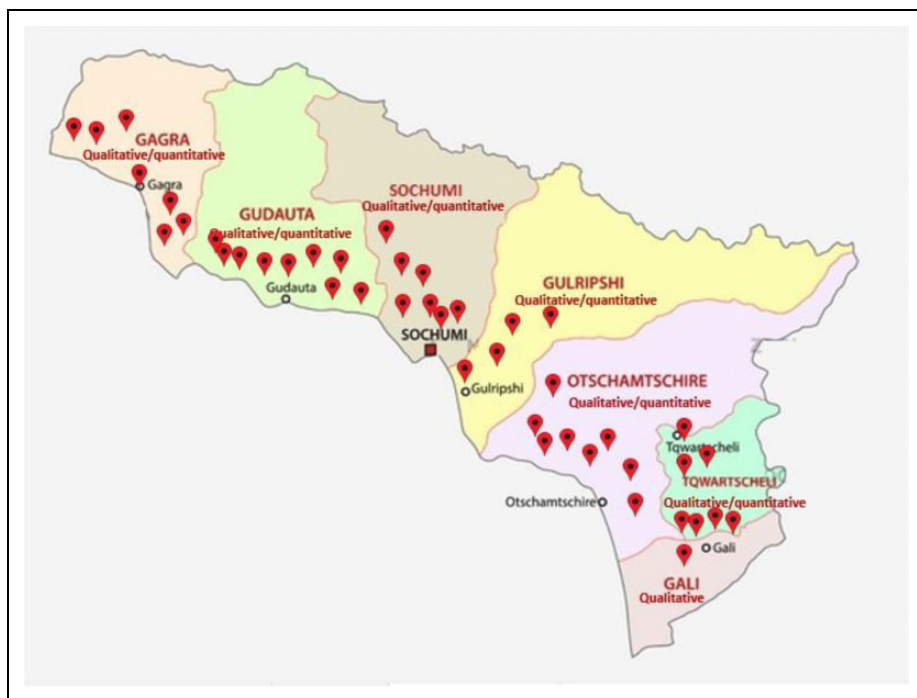 GAGRA
Qualitative/quantitative
Gagra
SOCHUMI
Qualitative/quantitative
GUDAUTA
Qualitative/quantitative
Gudauta
GULRIPSHI
Qualitative/quantitative
SOCHUMI
Gulripshi
OTSCHAMTSCHIRE
Qualitative/quantitative
Tqwartscheli
TQWARTSCHELI
Qualitative/quantitative
Otschamtschire
Gali
GALI
Qualitative